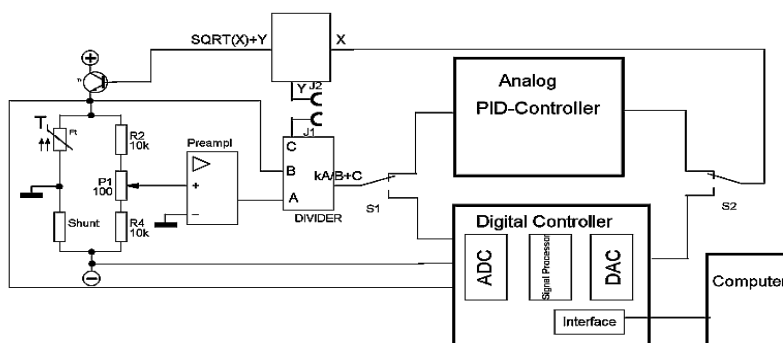 SQRT(X)+Y
X
Y
J2
J1
Analog
PID-Controller
T
Pt
R2
10k
P1
100
Shunt
R4
10k
Preampl
+
−
C
B
A
kA/B+C
DIVIDER
S1
S2
Digital Controller
ADC
Signal Processor
DAC
Interface
Computer